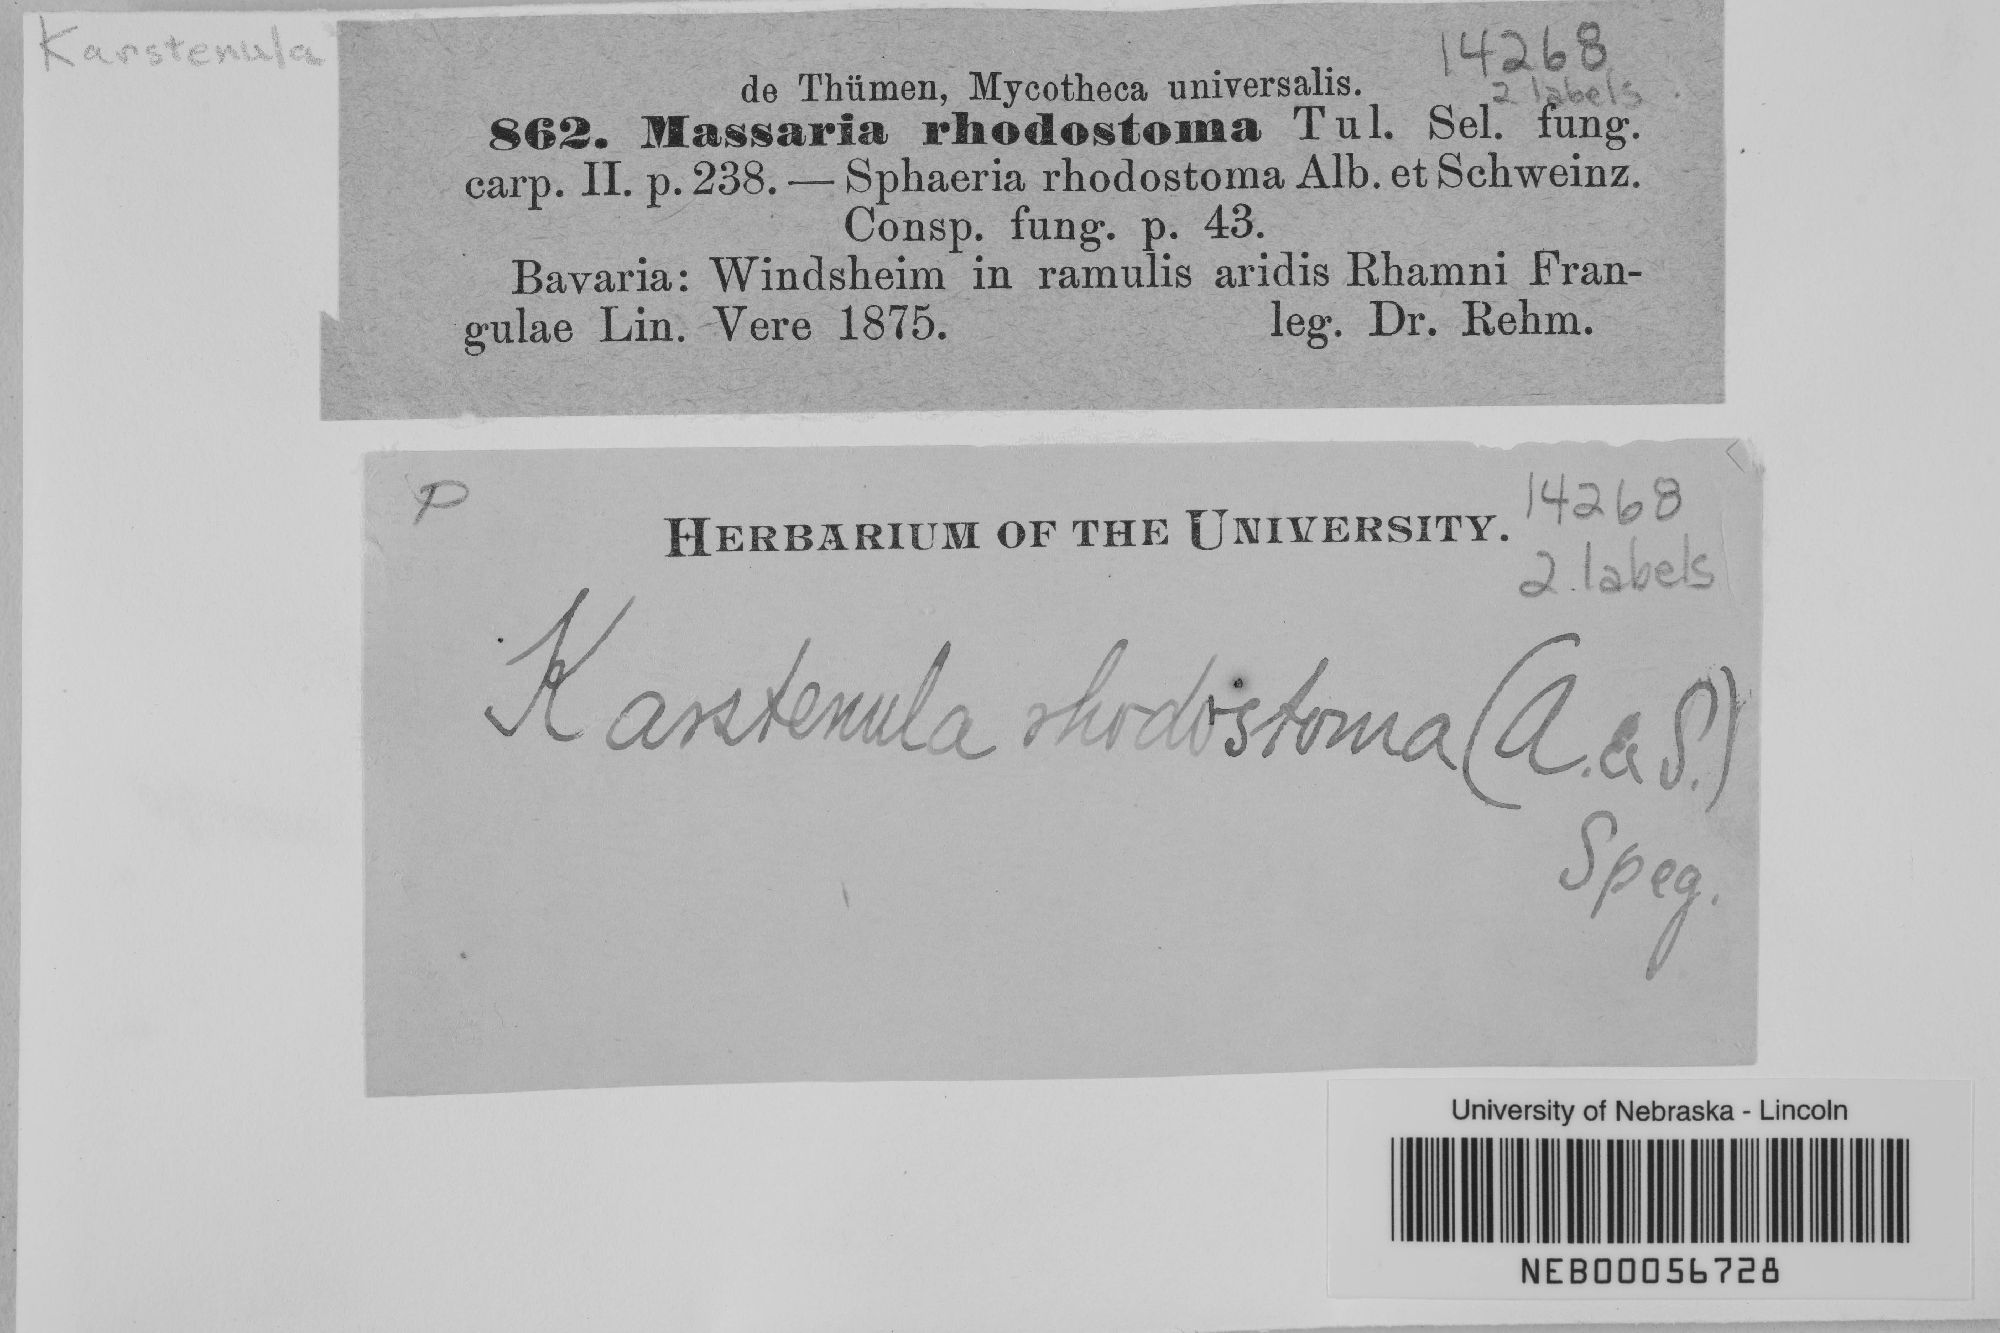 Karstenula
14268
2 labels
de Thümen, Mycotheca universalis.
862. Massaria rhodostoma Tul. Sel. fung.
carp. II. p. 238. — Sphaeria rhodostoma Alb. et Schweinz.
Consp. fung. p. 43.
Bavaria: Windsheim in ramulis aridis Rhamni Fran-
gulae Lin. Vere 1875. leg. Dr. Rehm.
P
14268
HERBARIUM OF THE UNIVERSITY.
2 labels
Karstenula rhodostoma (A. & S.)
Speg.
University of Nebraska - Lincoln
NEB00056728